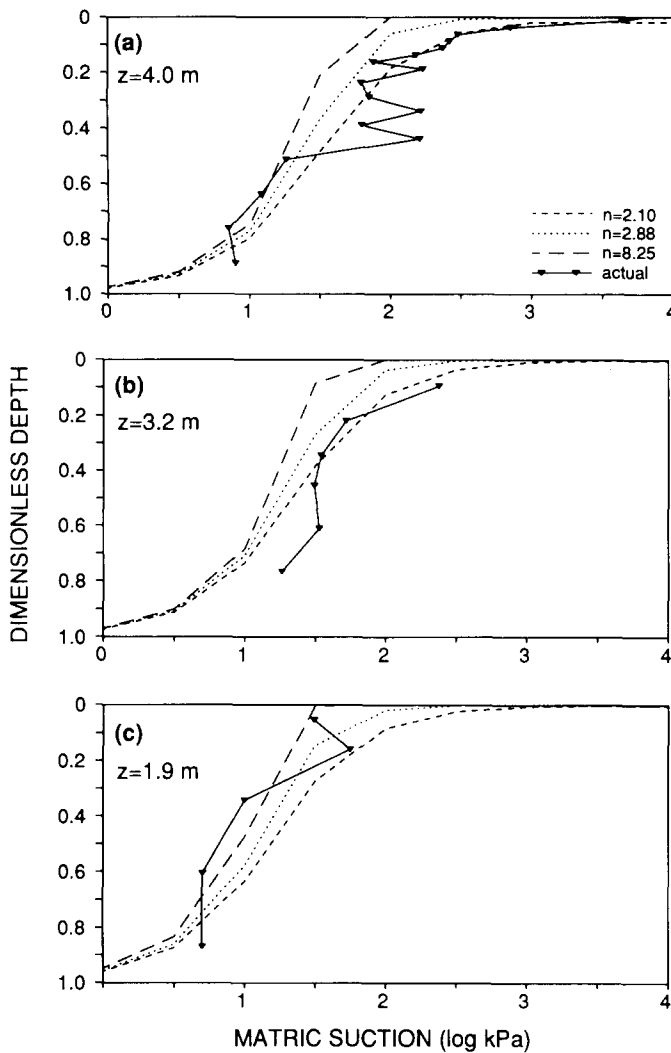 (a)
z=4.0 m
0
0.2
0.4
0.6
0.8
1.0
0 1 2 3 4
n=2.10
n=2.88
n=8.25
actual
(b)
z=3.2 m
0
0.2
0.4
0.6
0.8
1.0
0 1 2 3 4
DIMENSIONLESS DEPTH
(c)
z=1.9 m
0
0.2
0.4
0.6
0.8
1.0
0 1 2 3 4
MATRIC SUCTION (log kPa)